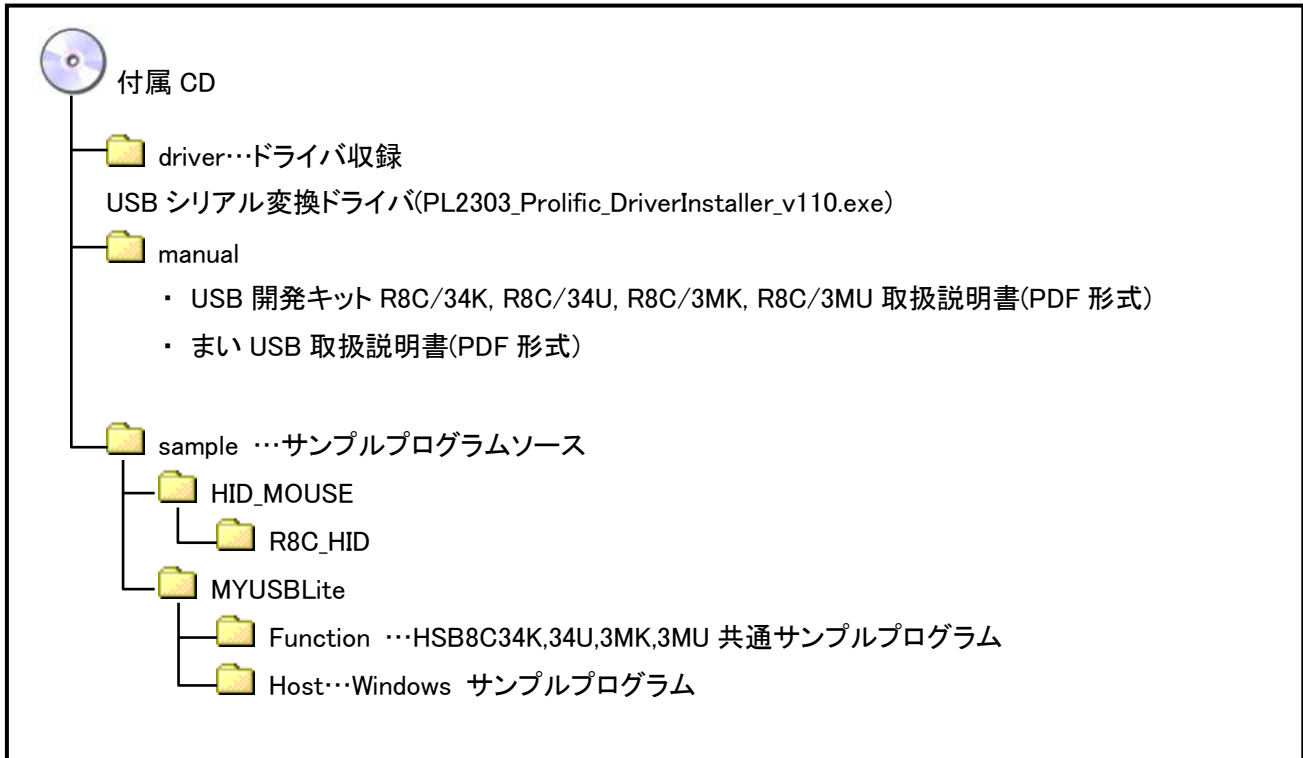 付属 CD
driver…ドライバ収録
USB シリアル変換ドライバ(PL2303_Prolific_DriverInstaller_v110.exe)
manual
・ USB 開発キット R8C/34K, R8C/34U, R8C/3MK, R8C/3MU 取扱説明書(PDF 形式)
・ まい USB 取扱説明書(PDF 形式)
sample …サンプルプログラムソース
HID_MOUSE
R8C_HID
MYUSBLite
Function …HSB8C34K,34U,3MK,3MU 共通サンプルプログラム
Host…Windows サンプルプログラム